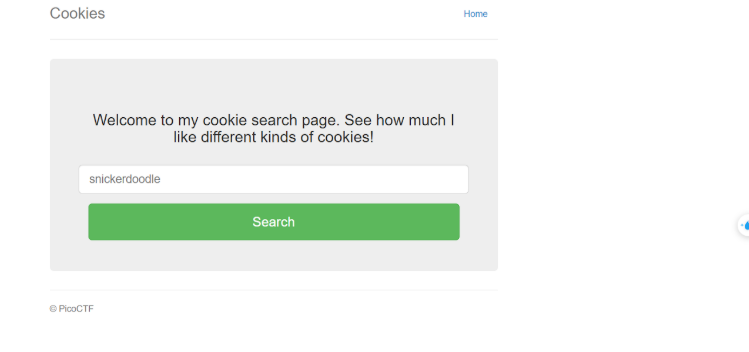 Cookies
Home
Welcome to my cookie search page. See how much I
like different kinds of cookies!
snickerdoodle
Search
© PicoCTF